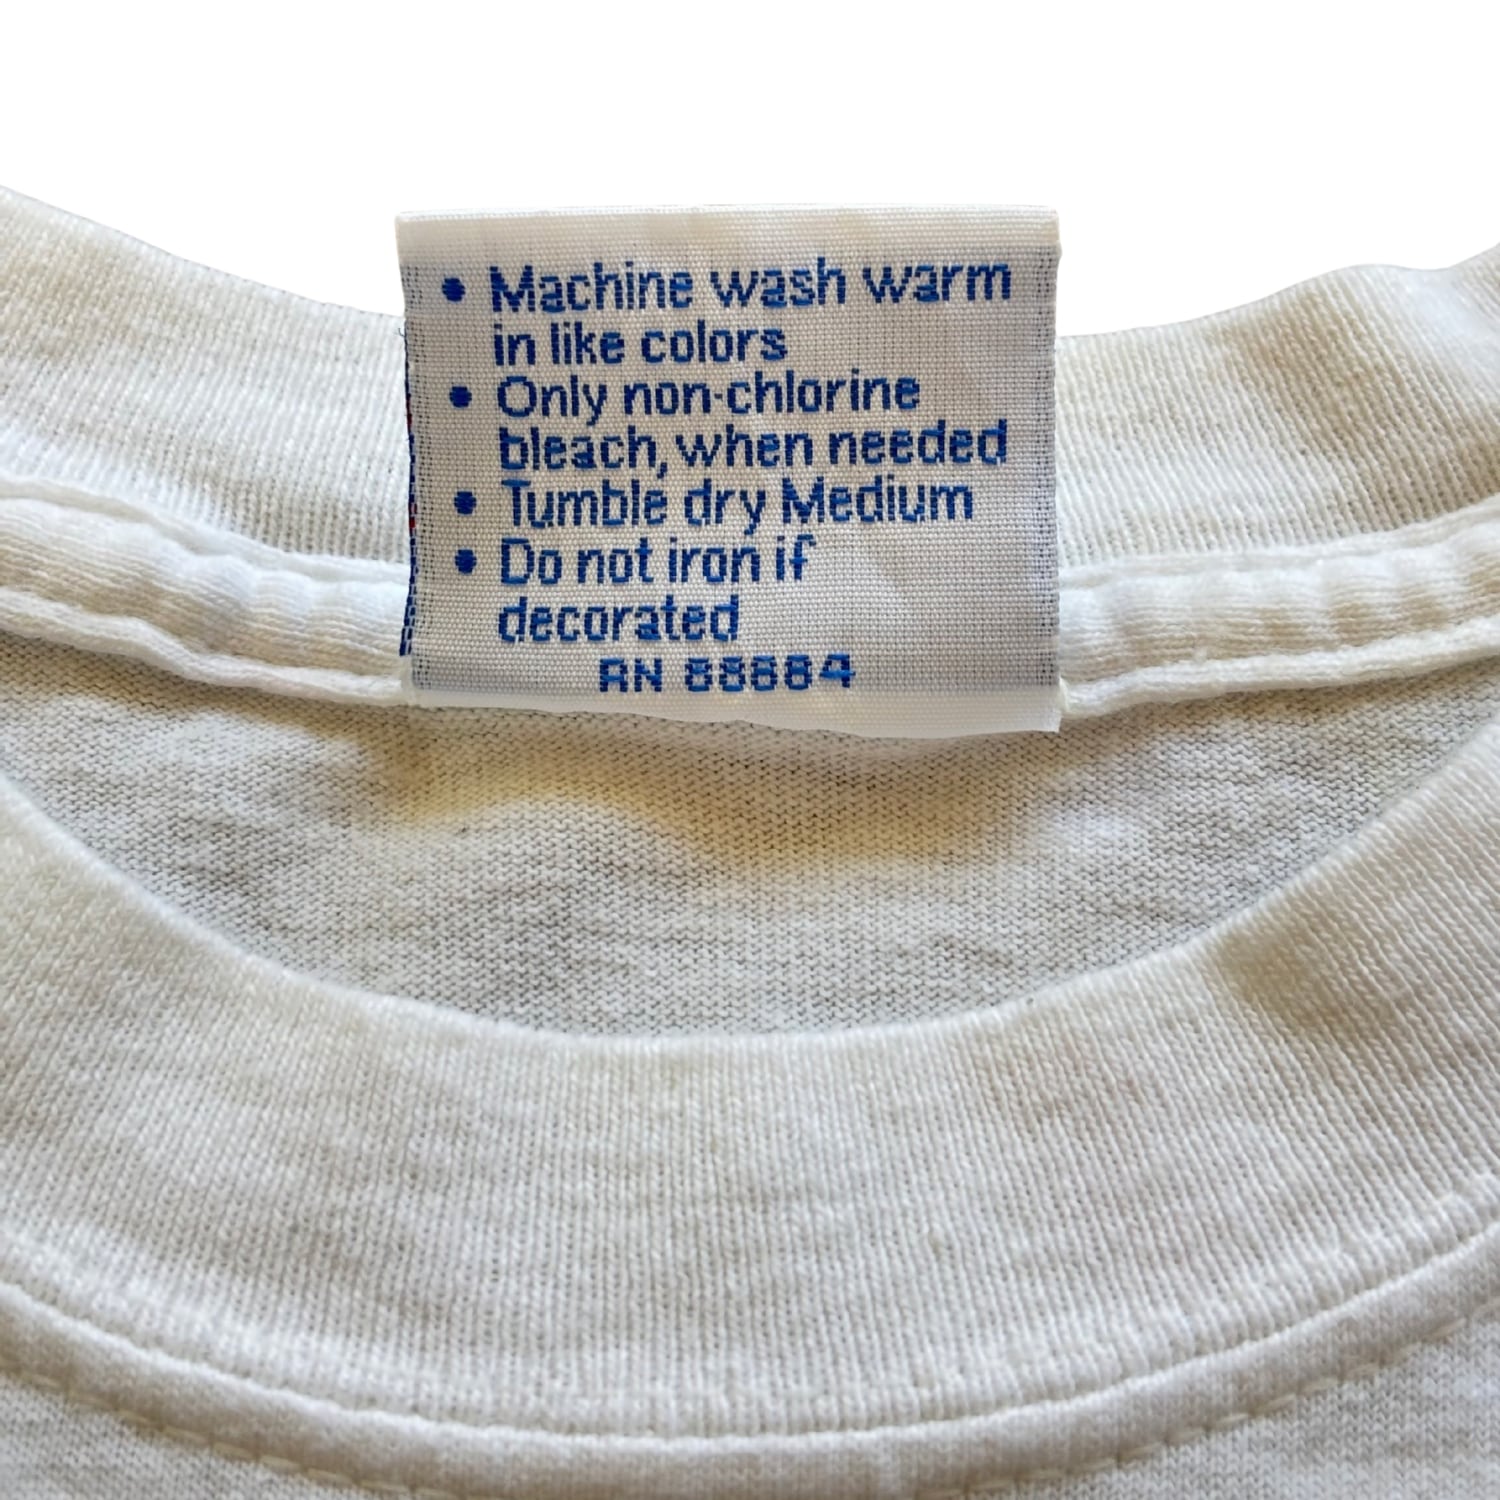 • Machine wash warm
in like colors
• Only non-chlorine
bleach, when needed
• Tumble dry Medium
• Do not iron if
decorated
RN